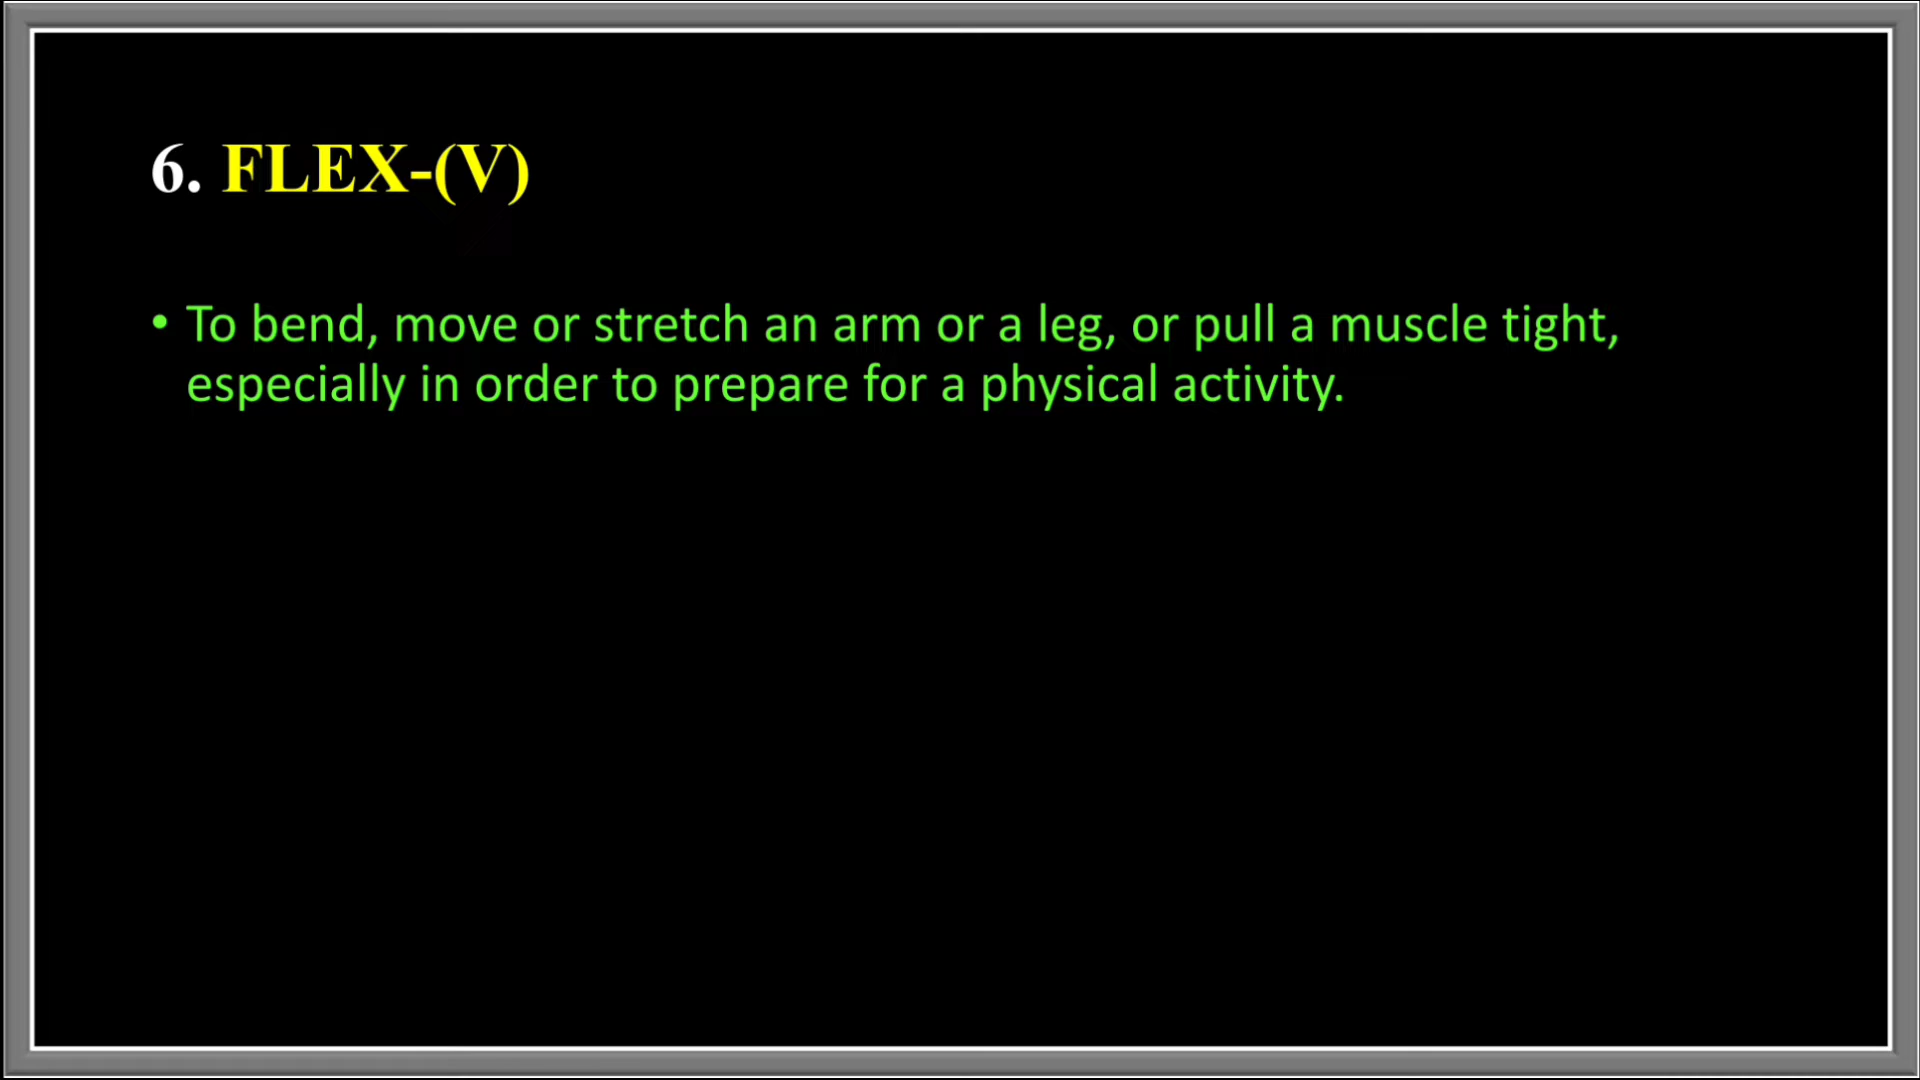 6. FLEX-(V)
• To bend, move or stretch an arm or a leg, or pull a muscle tight,
especially in order to prepare for a physical activity.